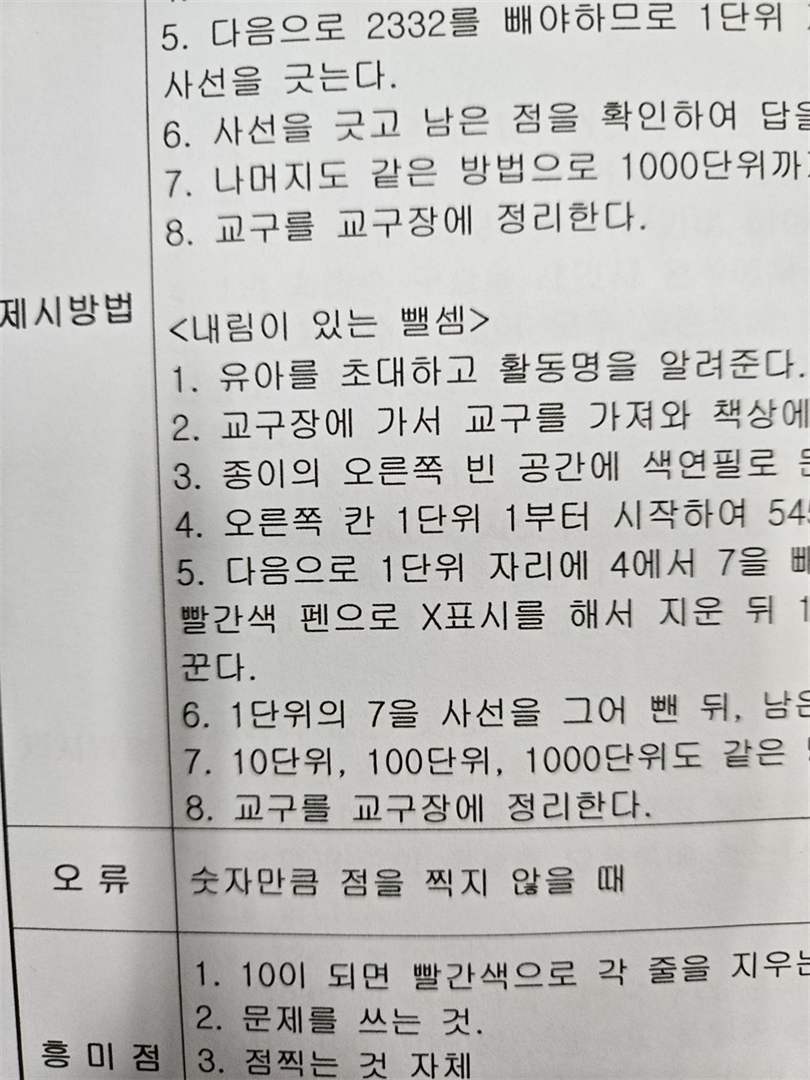 5. 다음으로 2332를 빼야하므로 1단위
사선을 긋는다.
6. 사선을 긋고 남은 점을 확인하여 답을
7. 나머지도 같은 방법으로 1000단위까지
8. 교구를 교구장에 정리한다.
제시방법
<내림이 있는 뺄셈>
1. 유아를 초대하고 활동명을 알려준다.
2. 교구장에 가서 교구를 가져와 책상에
3. 종이의 오른쪽 빈 공간에 색연필로
4. 오른쪽 칸 1단위 1부터 시작하여 545
5. 다음으로 1단위 자리에 4에서 7을
빨간색 펜으로 X표시를 해서 지운 뒤 1
꾼다.
6. 1단위의 7을 사선을 그어 뺀 뒤, 남은
7. 10단위, 100단위, 1000단위도 같은
8. 교구를 교구장에 정리한다.
오 류
숫자만큼 점을 찍지 않을 때
1. 10이 되면 빨간색으로 각 줄을 지우는
2. 문제를 쓰는 것.
흥 미 점
3. 점찍는 것 자체